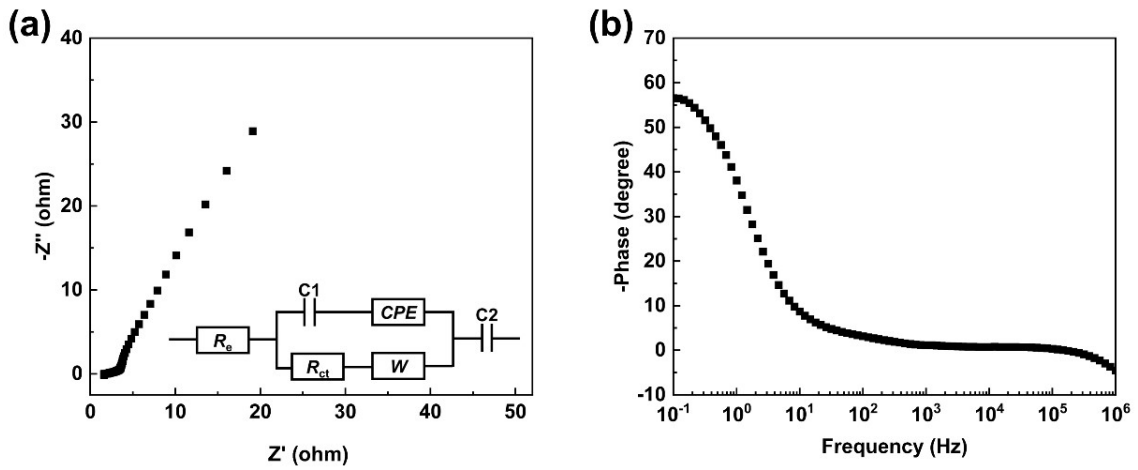 (a)
40
30
20
10
0
-Z" (ohm)
C1
CPE
C2
Re
Rct
W
0 10 20 30 40 50
Z' (ohm)
(b)
70
60
50
40
30
20
10
0
-10
-Phase (degree)
10-1 100 101 102 103 104 105 106
Frequency (Hz)